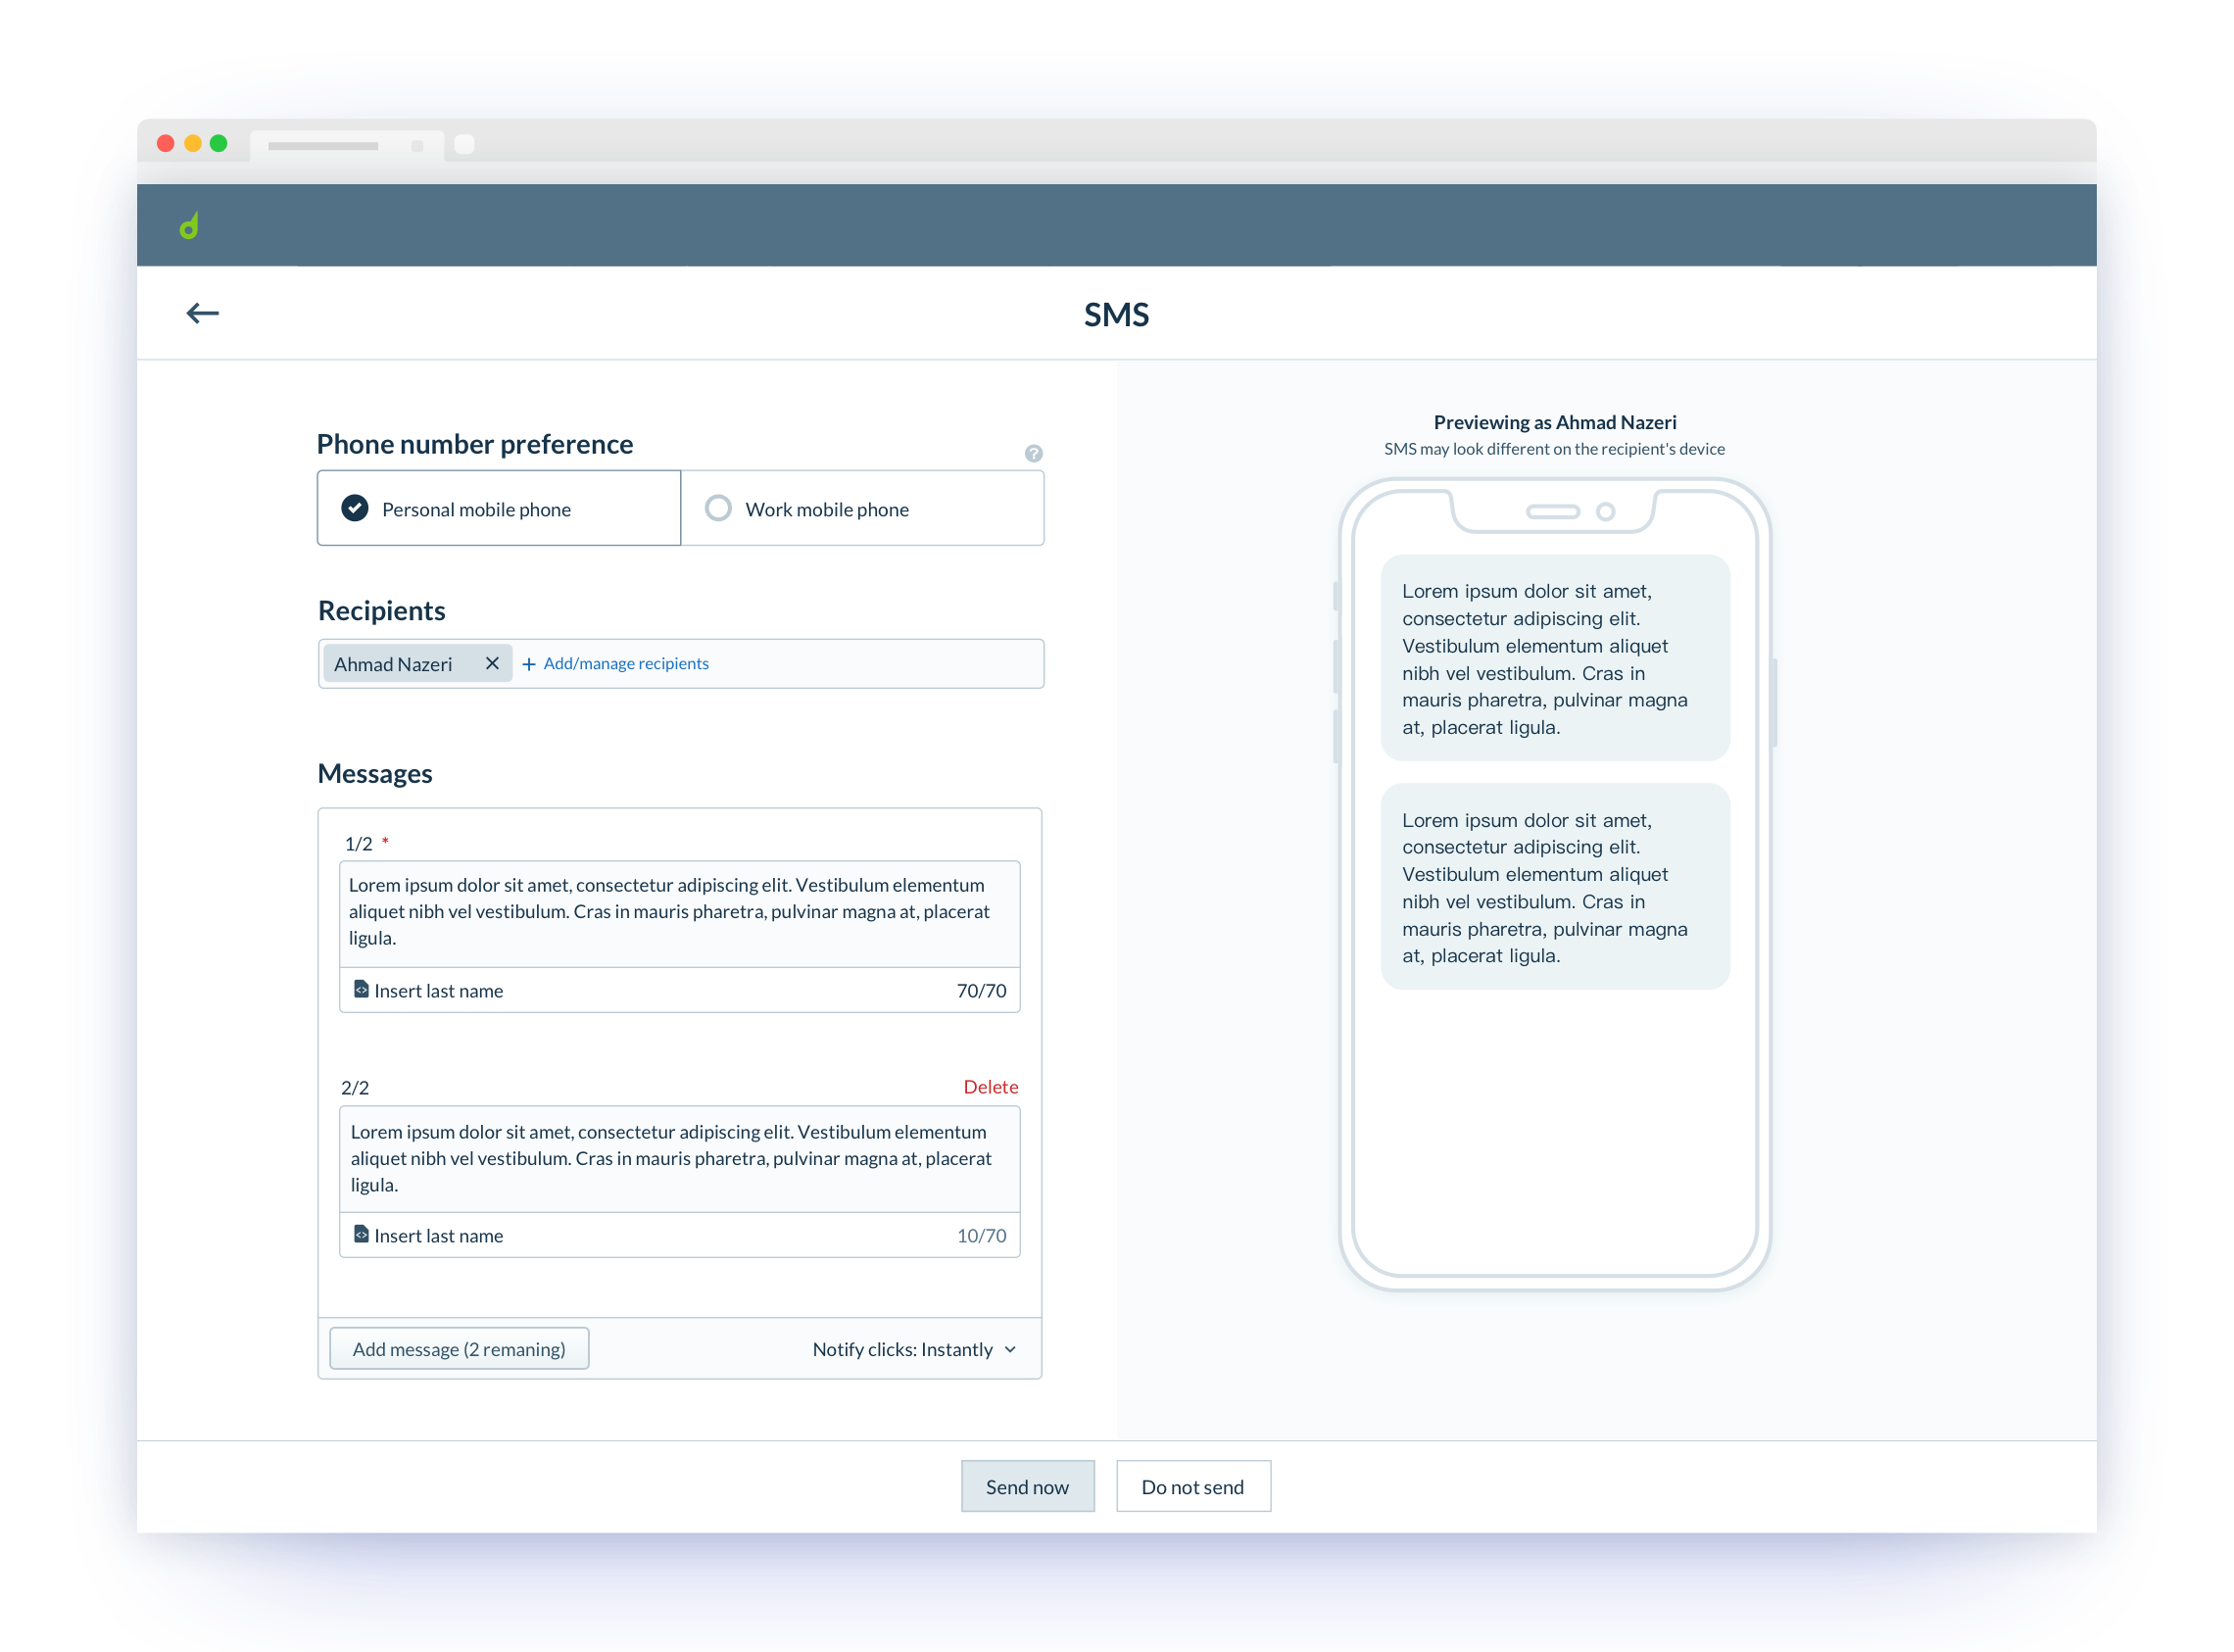 SMS
Phone number preference
?
Personal mobile phone
Work mobile phone
Recipients
Ahmad Nazeri
+ Add/manage recipients
Messages
1/2 *
Lorem ipsum dolor sit amet, consectetur adipiscing elit. Vestibulum elementum
aliquet nibh vel vestibulum. Cras in mauris pharetra, pulvinar magna at, placerat
ligula.
Insert last name
70/70
2/2
Delete
Lorem ipsum dolor sit amet, consectetur adipiscing elit. Vestibulum elementum
aliquet nibh vel vestibulum. Cras in mauris pharetra, pulvinar magna at, placerat
ligula.
Insert last name
10/70
Add message (2 remaning)
Notify clicks: Instantly
Previewing as Ahmad Nazeri
SMS may look different on the recipient's device
Lorem ipsum dolor sit amet,
consectetur adipiscing elit.
Vestibulum elementum aliquet
nibh vel vestibulum. Cras in
mauris pharetra, pulvinar magna
at, placerat ligula.
Lorem ipsum dolor sit amet,
consectetur adipiscing elit.
Vestibulum elementum aliquet
nibh vel vestibulum. Cras in
mauris pharetra, pulvinar magna
at, placerat ligula.
Send now
Do not send